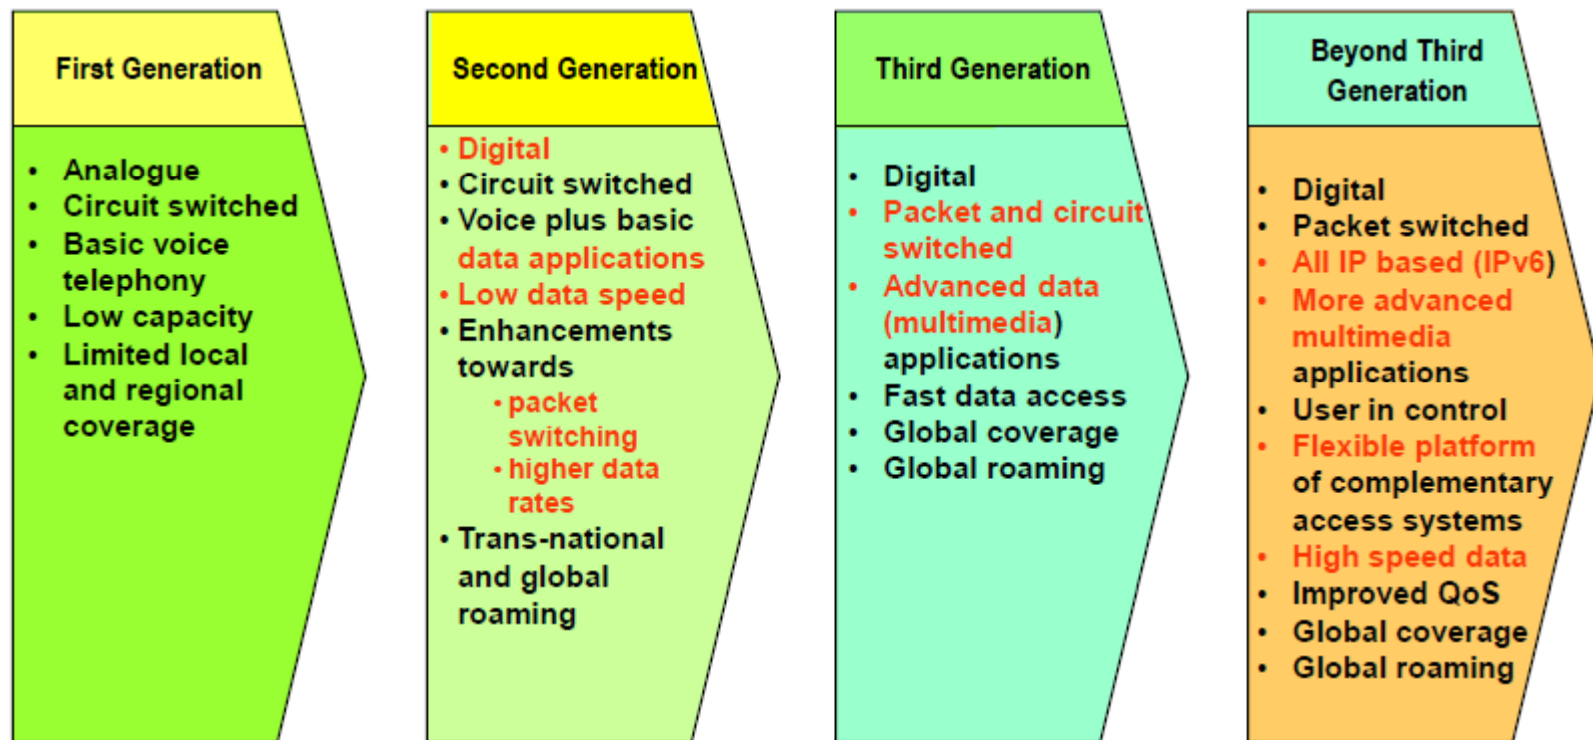 First Generation
• Analogue
• Circuit switched
• Basic voice
telephony
• Low capacity
• Limited local
and regional
coverage
Second Generation
• Digital
• Circuit switched
• Voice plus basic
data applications
• Low data speed
• Enhancements
towards
• packet
switching
• higher data
rates
• Trans-national
and global
roaming
Third Generation
• Digital
• Packet and circuit
switched
• Advanced data
(multimedia)
applications
• Fast data access
• Global coverage
• Global roaming
Beyond Third
Generation
• Digital
• Packet switched
• All IP based (IPv6)
• More advanced
multimedia
applications
• User in control
• Flexible platform
of complementary
access systems
• High speed data
• Improved QoS
• Global coverage
• Global roaming